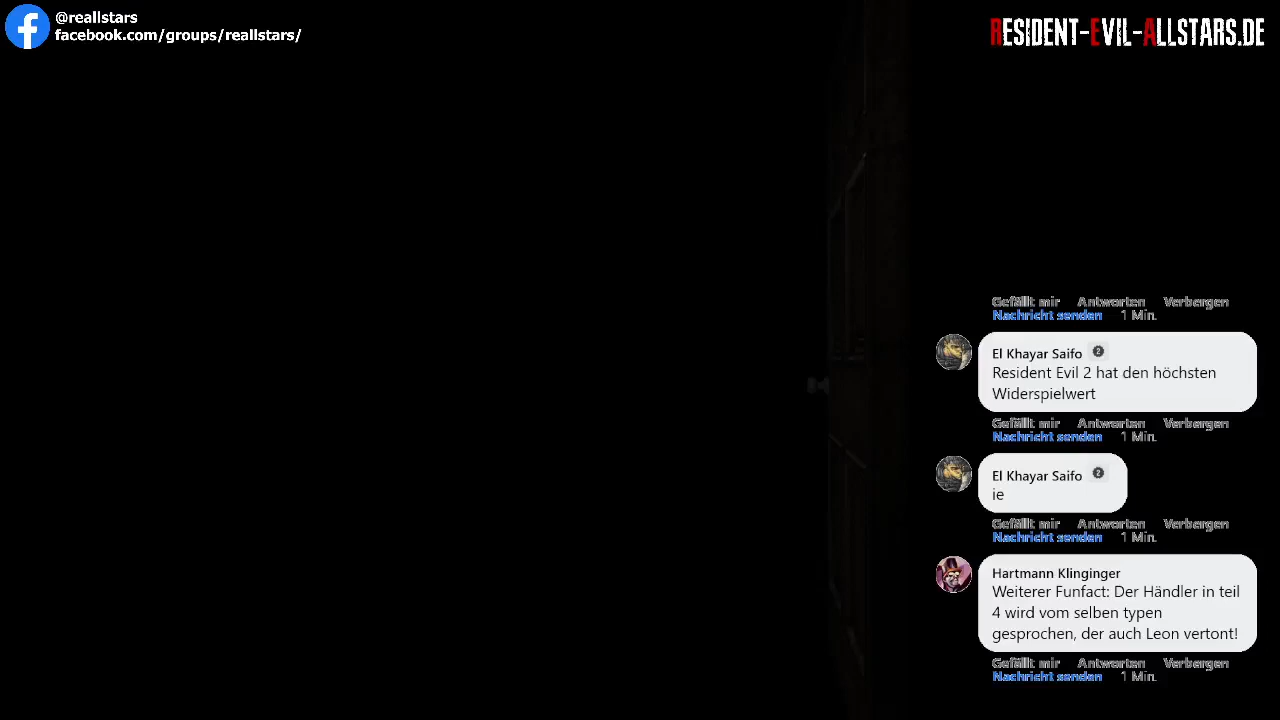 @reallstars
facebook.com/groups/reallstars/
RESIDENT-EVIL-ALLSTARS.DE
Gefällt mir Antworten Verbergen
Nachricht senden 1 Min.
El Khayar Saifo 2
Resident Evil 2 hat den höchsten
Widerspielwert
Gefällt mir Antworten Verbergen
Nachricht senden 1 Min.
El Khayar Saifo 2
ie
Gefällt mir Antworten Verbergen
Nachricht senden 1 Min.
Hartmann Klinginger
Weiterer Funfact: Der Händler in teil
4 wird vom selben typen
gesprochen, der auch Leon vertont!
Gefällt mir Antworten Verbergen
Nachricht senden 1 Min.